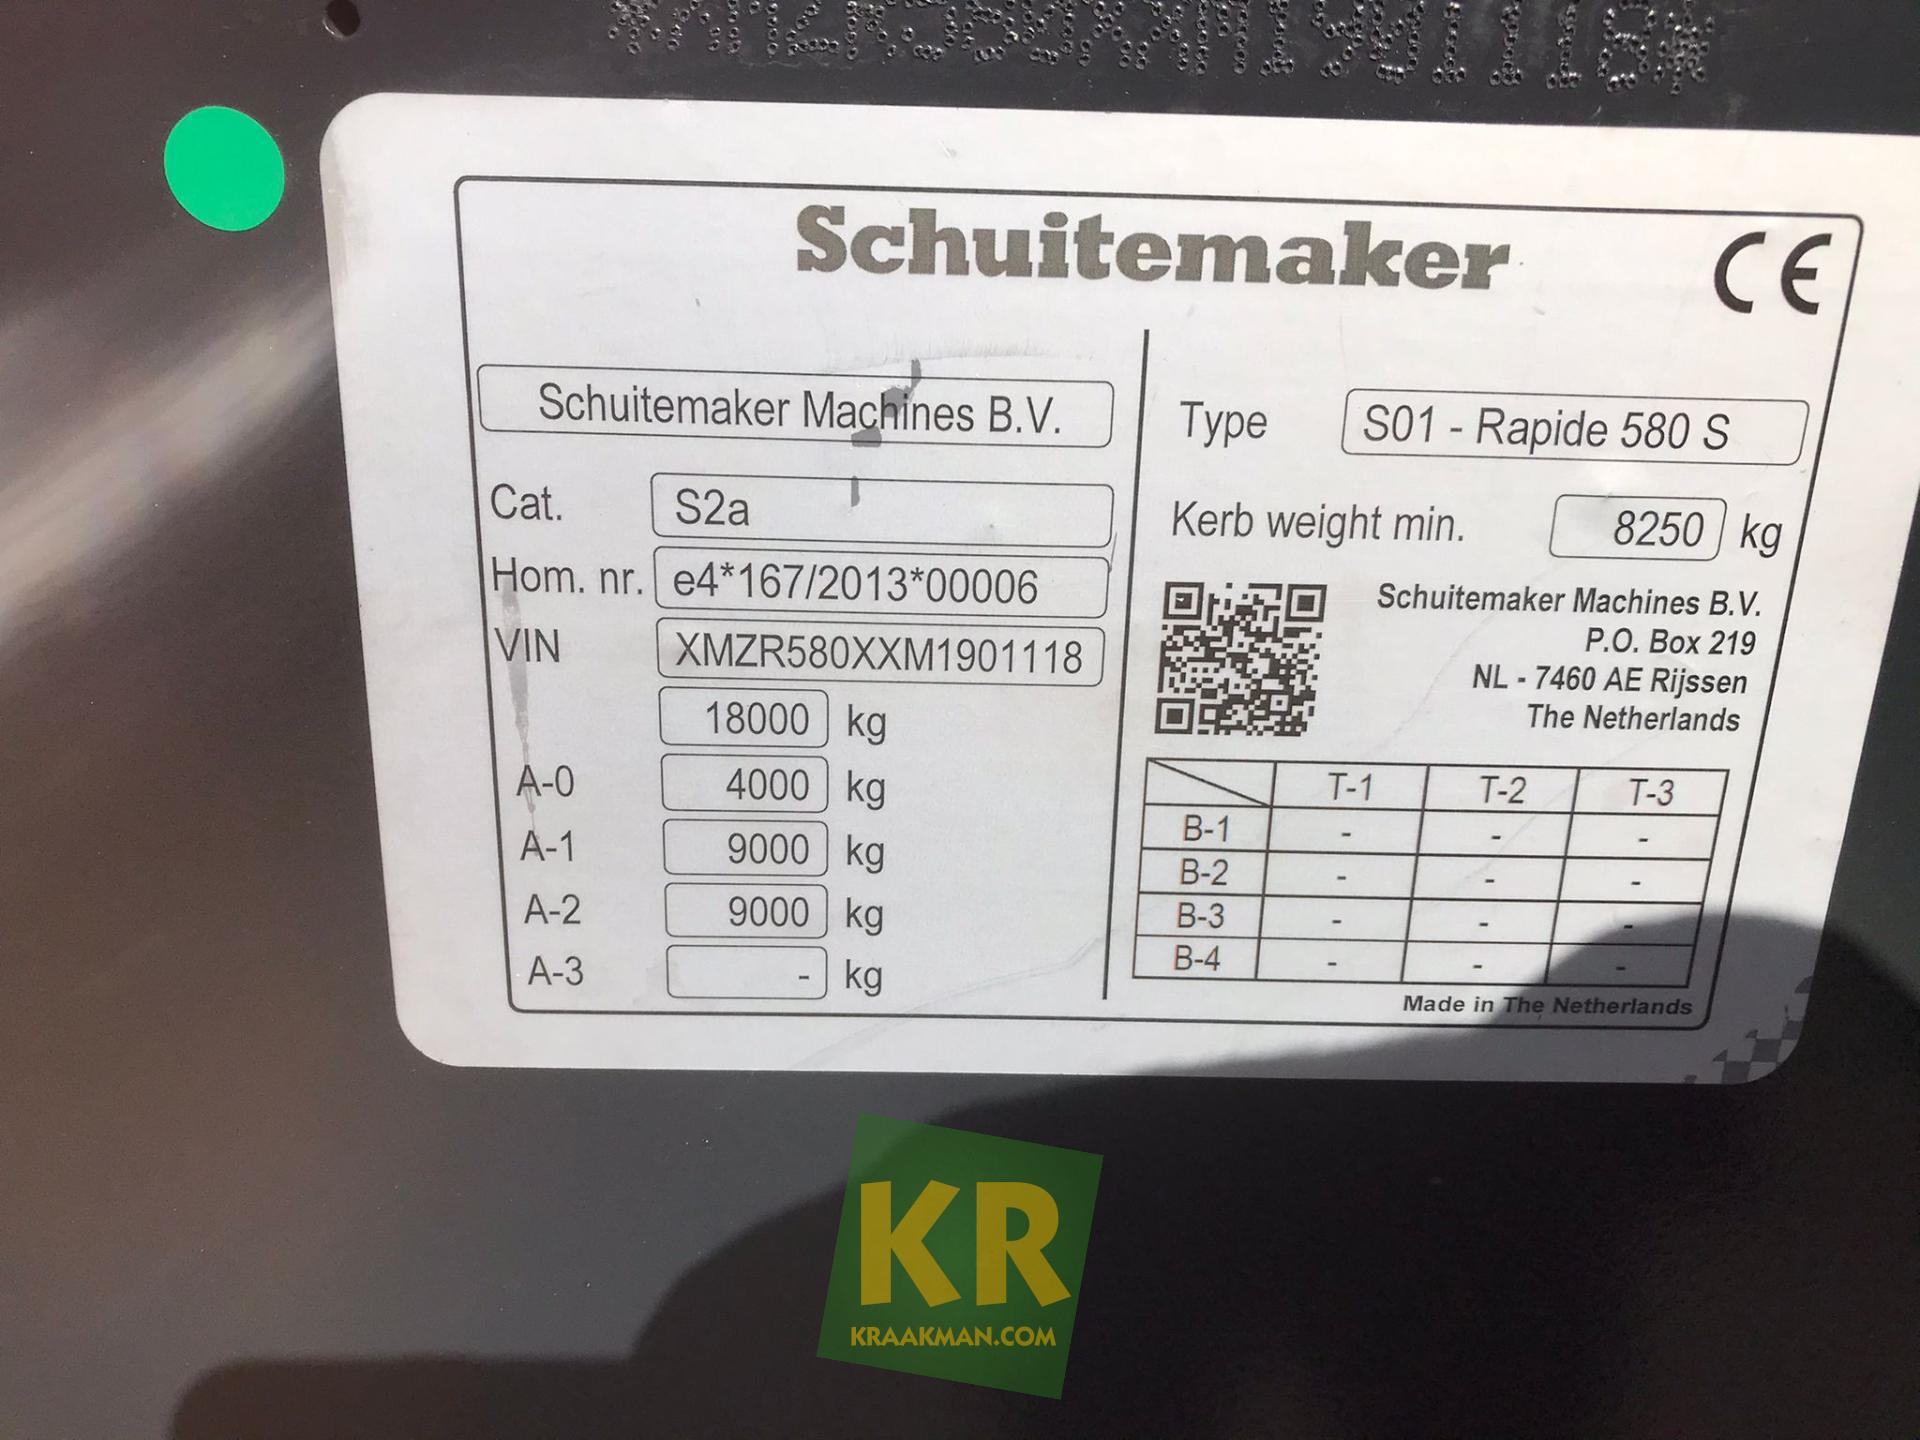 *XMZR580XXM1901118*
Schuitemaker CE
Schuitemaker Machines B.V.
Cat. S2a
Hom. nr. e4*167/2013*00006
VIN XMZR580XXM1901118
18000 kg
A-0 4000 kg
A-1 9000 kg
A-2 9000 kg
A-3 - kg
Type S01 - Rapide 580 S
Kerb weight min. 8250 kg
Schuitemaker Machines B.V.
P.O. Box 219
NL - 7460 AE Rijssen
The Netherlands
T-1 T-2 T-3
B-1 - - -
B-2 - - -
B-3 - - -
B-4 - - -
Made in The Netherlands
KR
KRAAKMAN.COM